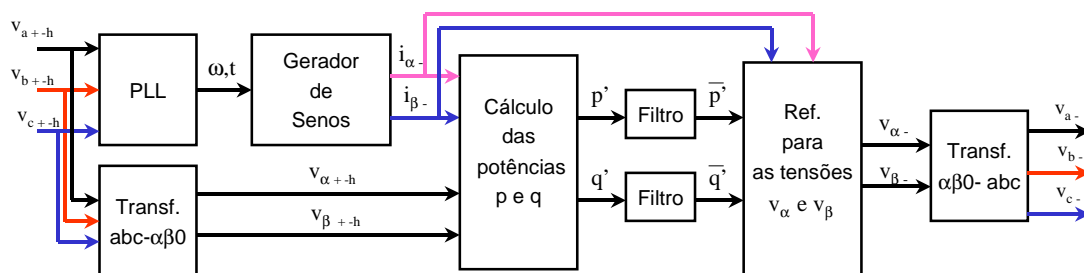 v a +-h
v b +-h
v c +-h
PLL
ω,t
Gerador
de
Senos
i α -
i β -
Transf.
abc-αβ0
v α +-h
v β +-h
Cálculo
das
potências
p e q
p’
q’
Filtro
Filtro
p̅’
q̅’
Ref.
para
as tensões
v α e v β
v α -
v β -
Transf.
αβ0- abc
v a -
v b -
v c -